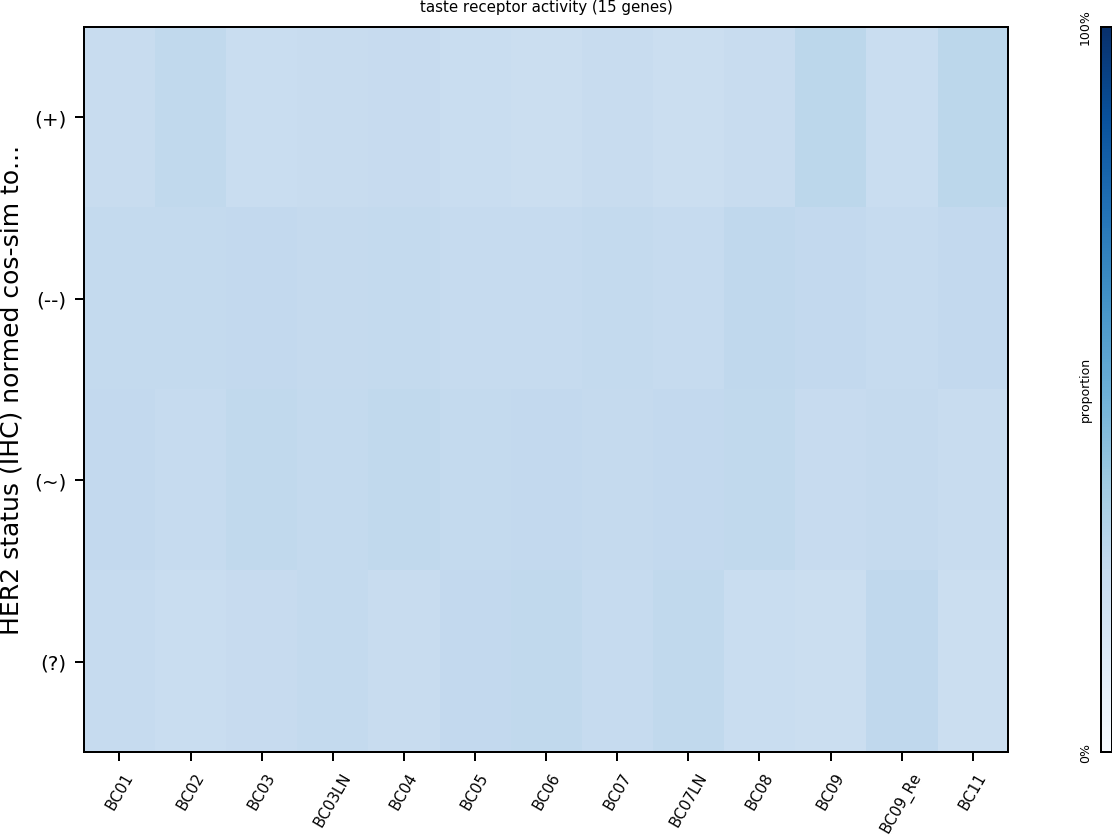 taste receptor activity (15 genes)
HER2 status (IHC) normed cos-sim to...
(+)
(--)
(~)
(?)
BC01
BC02
BC03
BC03LN
BC04
BC05
BC06
BC07
BC07LN
BC08
BC09
BC09_Re
BC11
100%
proportion
0%